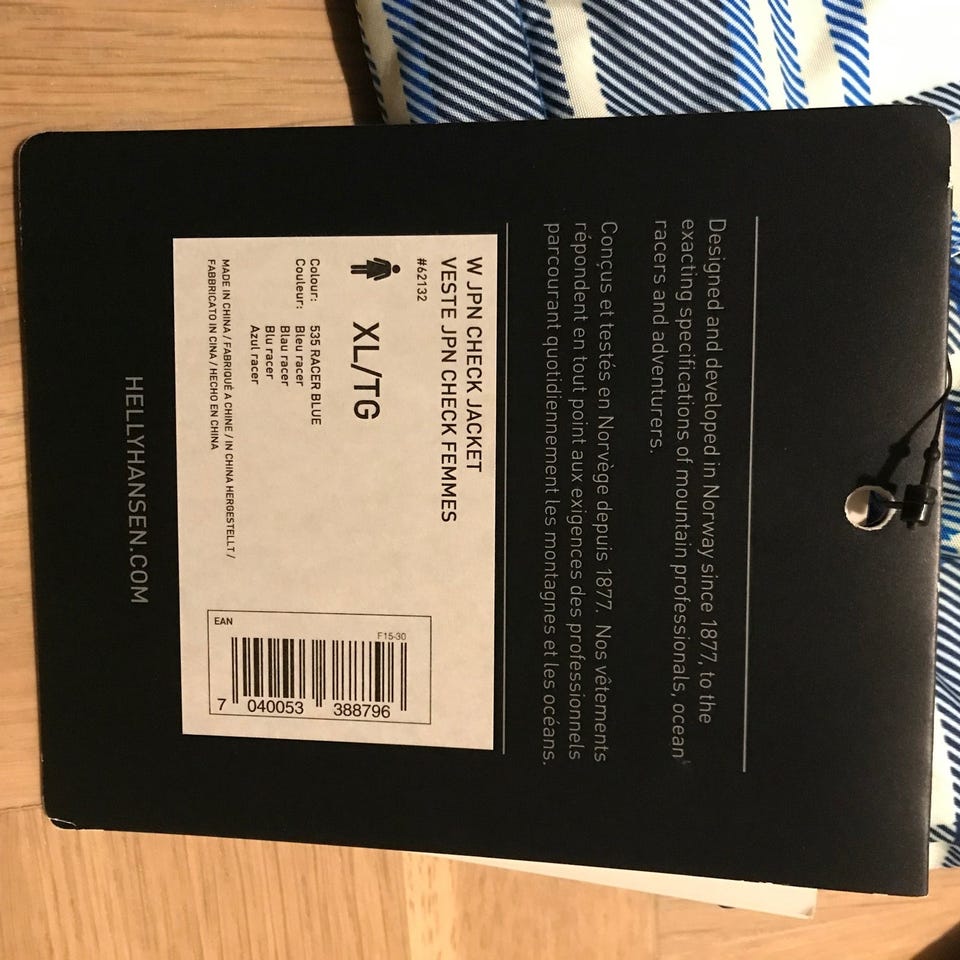 Designed and developed in Norway since 1877, to the
exacting specifications of mountain professionals, ocean
racers and adventurers.
Conçus et testés en Norvège depuis 1877. Nos vêtements
répondent en tout point aux exigences des professionnels
parcourant quotidiennement les montagnes et les océans.
W JPN CHECK JACKET
VESTE JPN CHECK FEMMES
#62132
XL/TG
Colour: 535 RACER BLUE
Couleur: Bleu racer
Blau racer
Blu racer
Azul racer
MADE IN CHINA / FABRIQUÉ A CHINE / IN CHINA HERGESTELLT /
FABBRICATO IN CINA / HECHO EN CHINA
F15-30
EAN
7 040053 388796
HELLYHANSEN.COM